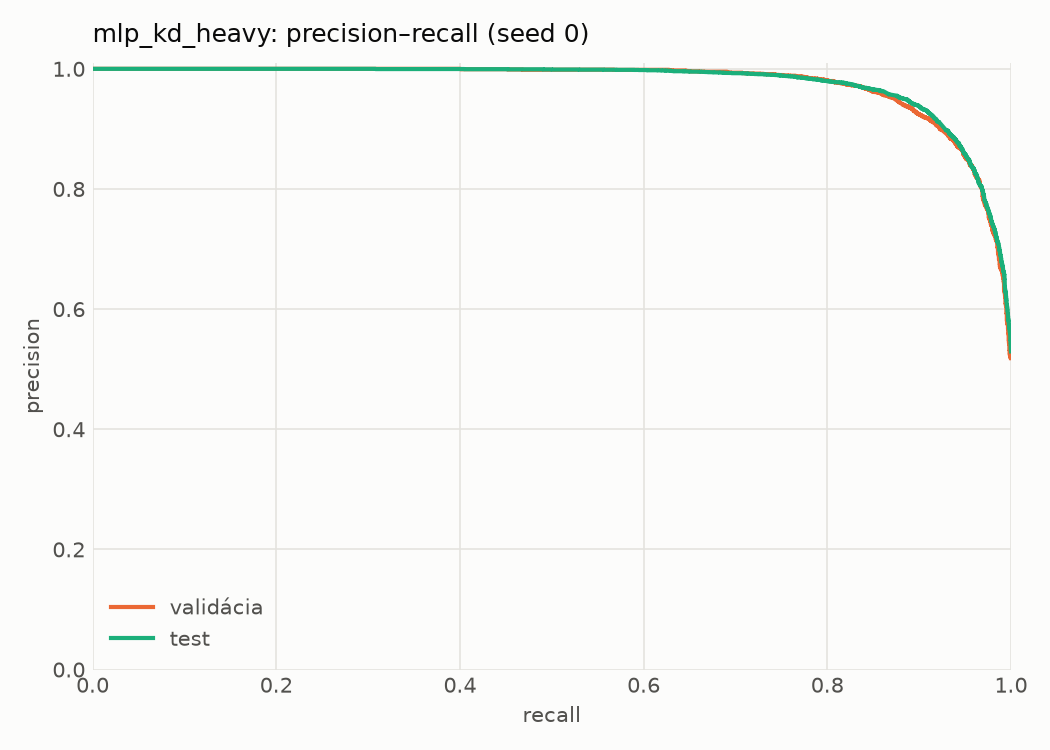 mlp_kd_heavy: precision–recall (seed 0)
1.0
0.8
0.6
0.4
0.2
0.0
precision
validácia
test
0.0 0.2 0.4 0.6 0.8 1.0
recall